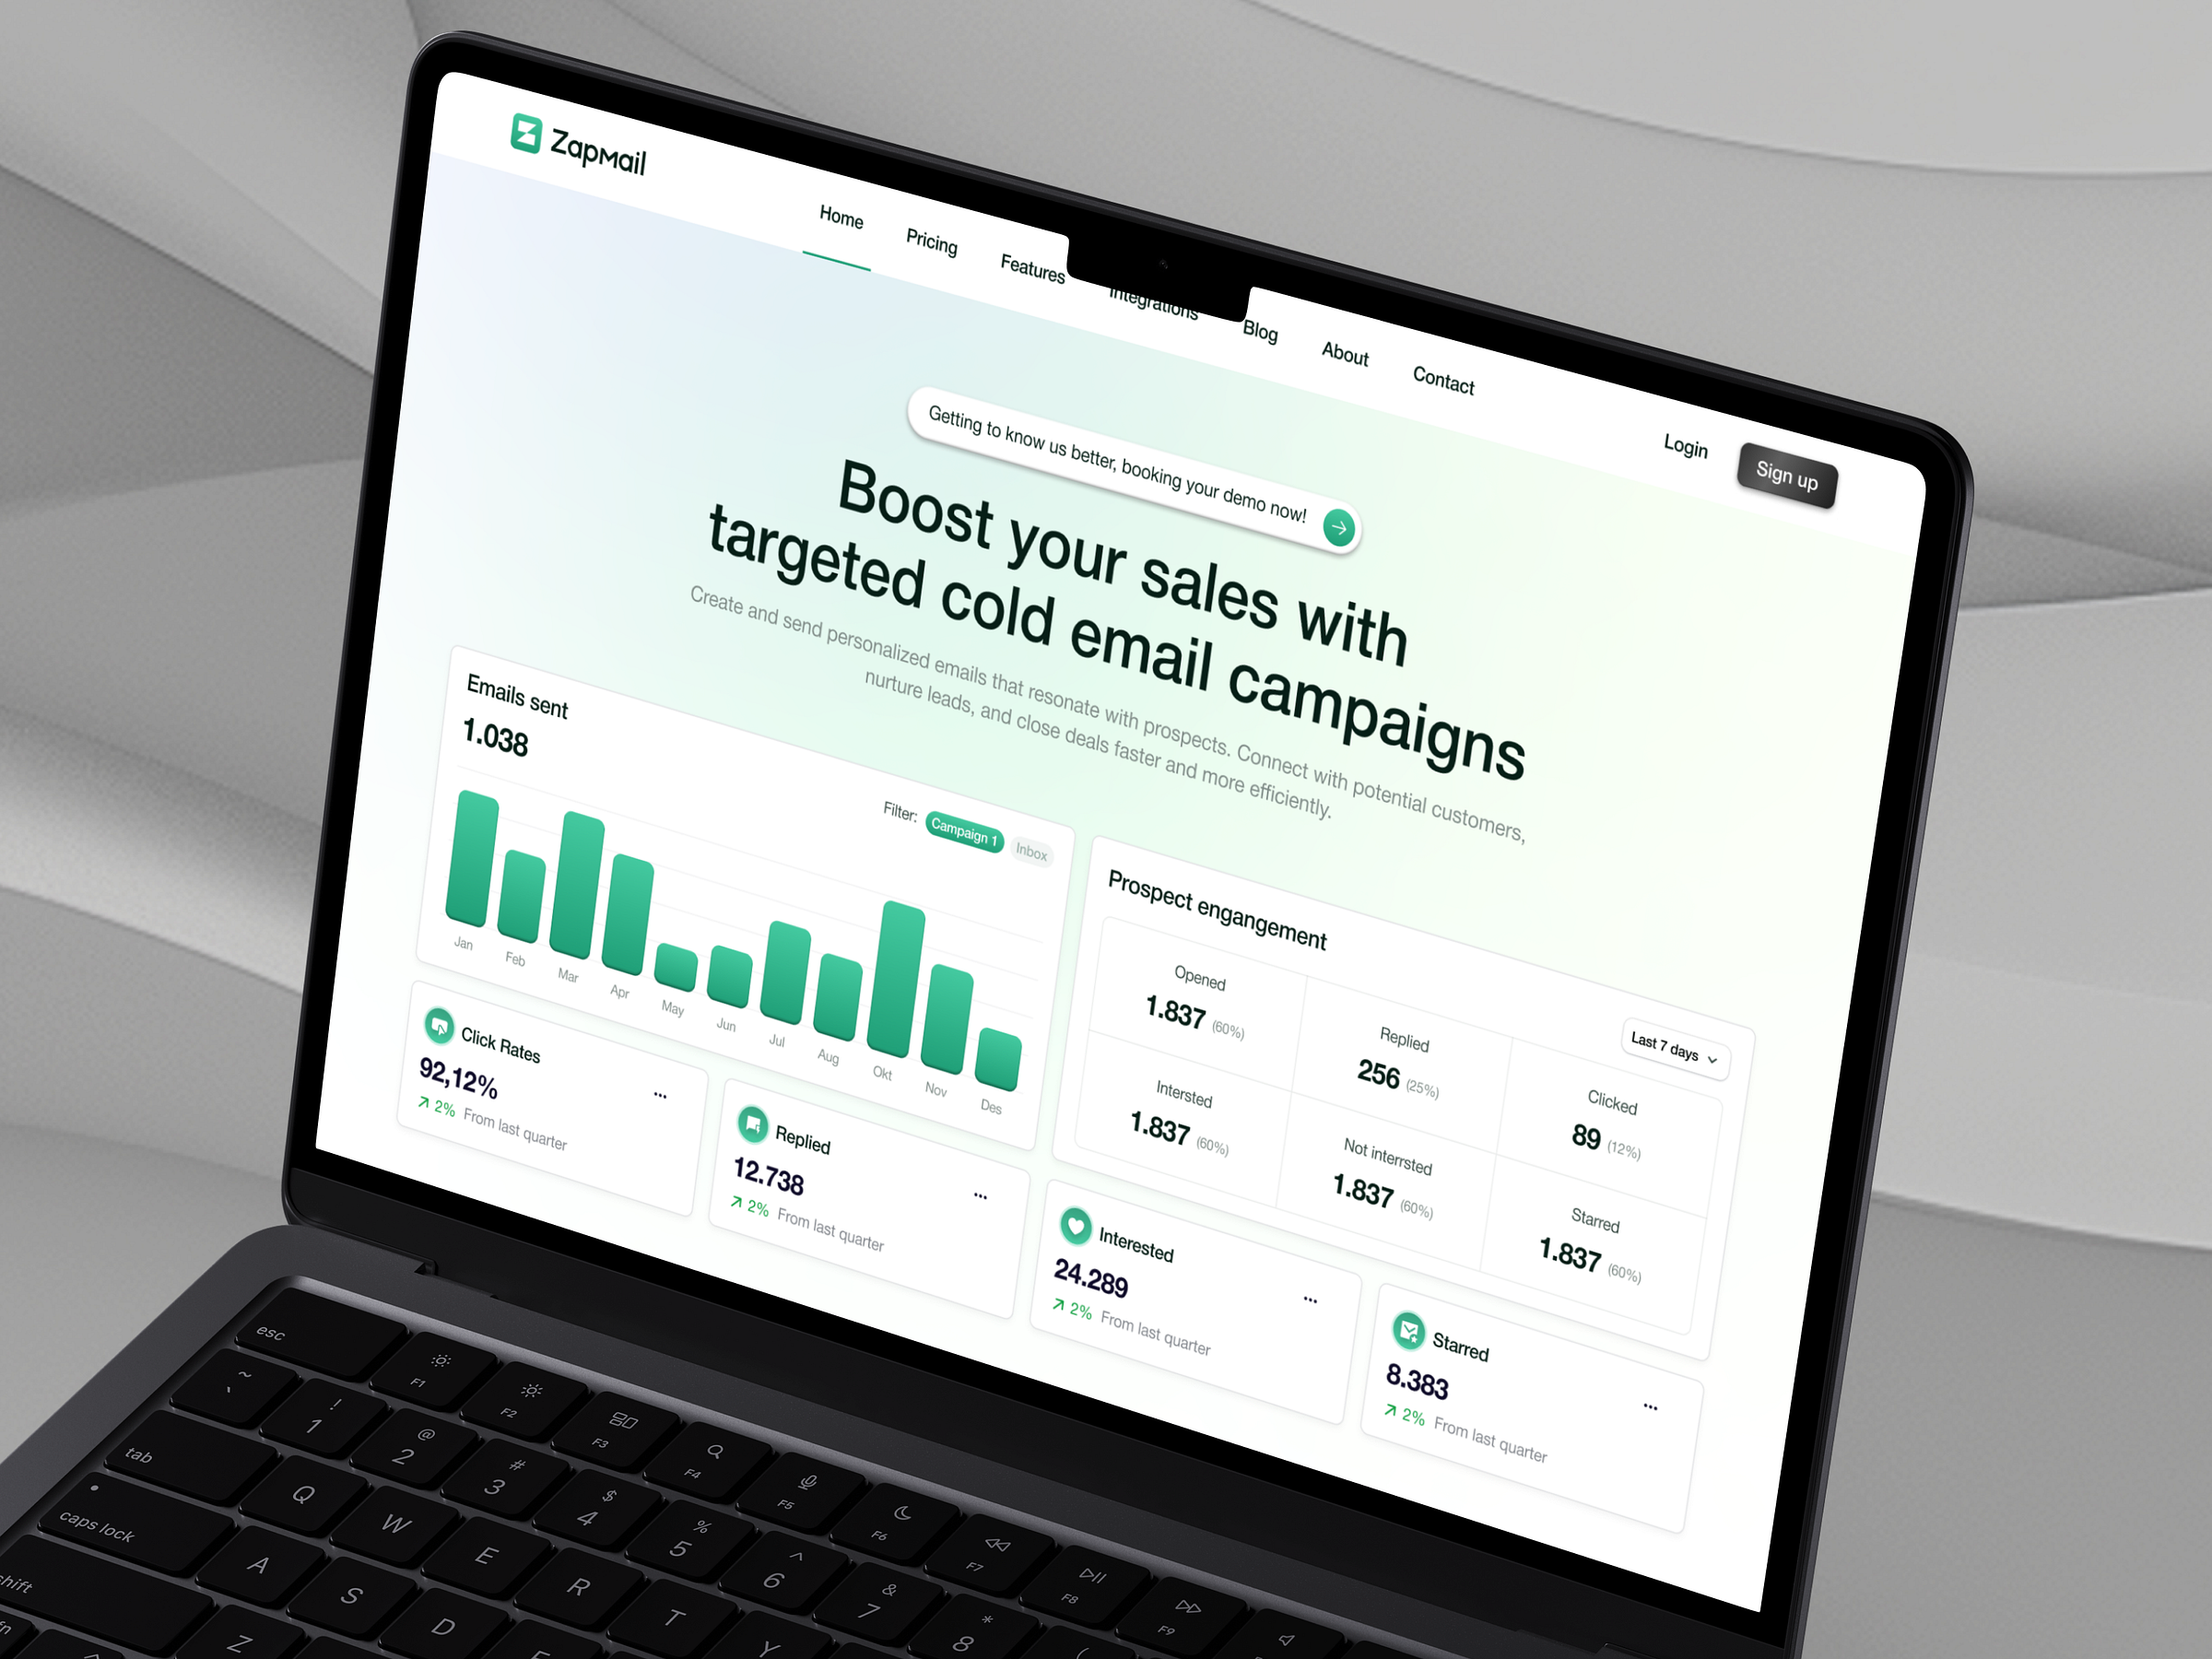 Zapmail
Home
Pricing
Features
Integrations
Blog
About
Contact
Login
Sign up
Getting to know us better, booking your demo now!
Boost your sales with
targeted cold email campaigns
Create and send personalized emails that resonate with prospects. Connect with potential customers,
nurture leads, and close deals faster and more efficiently.
Emails sent
1.038
Filter: Campaign 1 Inbox
Jan Feb Mar Apr May Jun Jul Aug Okt Nov Des
Prospect engangement
Last 7 days
Opened
1.837 (60%)
Replied
256 (25%)
Clicked
89 (12%)
Intersted
1.837 (60%)
Not interrsted
1.837 (60%)
Starred
1.837 (60%)
Click Rates
92,12%
2% From last quarter
Replied
12.738
2% From last quarter
Interested
24.289
2% From last quarter
Starred
8.383
2% From last quarter
esc F1 F2 F3 F4 F5 F6 F7 F8 F9
~ ` ! 1 @ 2 # 3 $ 4 % 5 ^ 6 & 7 * 8 (
tab Q W E R T Y
caps lock A S D
shift Z
fn